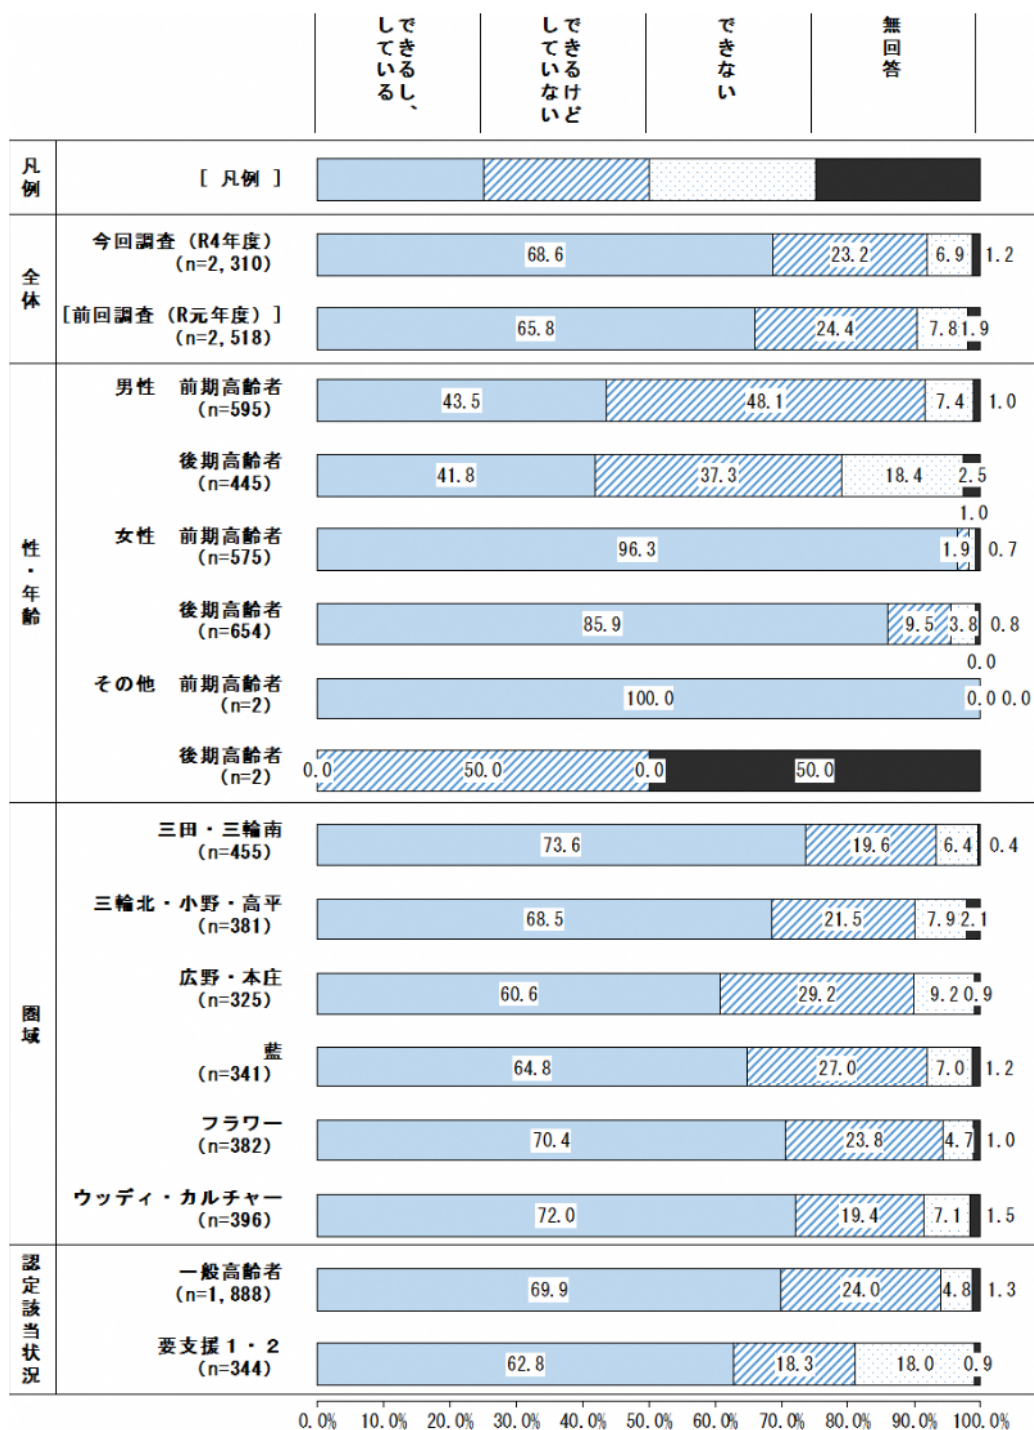 できるし、
している
できるけど
していない
できない
無回答
凡例
[ 凡例 ]
全体
今回調査（R4年度）
(n=2,310)
68.6 23.2 6.9 1.2
[前回調査（R元年度）]
(n=2,518)
65.8 24.4 7.8 1.9
性・年齢
男性 前期高齢者
(n=595)
43.5 48.1 7.4 1.0
後期高齢者
(n=445)
41.8 37.3 18.4 2.5
女性 前期高齢者
(n=575)
96.3 1.9 1.0 0.7
後期高齢者
(n=654)
85.9 9.5 3.8 0.8
その他 前期高齢者
(n=2)
100.0 0.0 0.0 0.0
後期高齢者
(n=2)
0.0 50.0 0.0 50.0
圏域
三田・三輪南
(n=455)
73.6 19.6 6.4 0.4
三輪北・小野・高平
(n=381)
68.5 21.5 7.9 2.1
広野・本庄
(n=325)
60.6 29.2 9.2 0.9
藍
(n=341)
64.8 27.0 7.0 1.2
フラワー
(n=382)
70.4 23.8 4.7 1.0
ウッディ・カルチャー
(n=396)
72.0 19.4 7.1 1.5
認定該当状況
一般高齢者
(n=1,888)
69.9 24.0 4.8 1.3
要支援１・２
(n=344)
62.8 18.3 18.0 0.9
0.0% 10.0% 20.0% 30.0% 40.0% 50.0% 60.0% 70.0% 80.0% 90.0% 100.0%